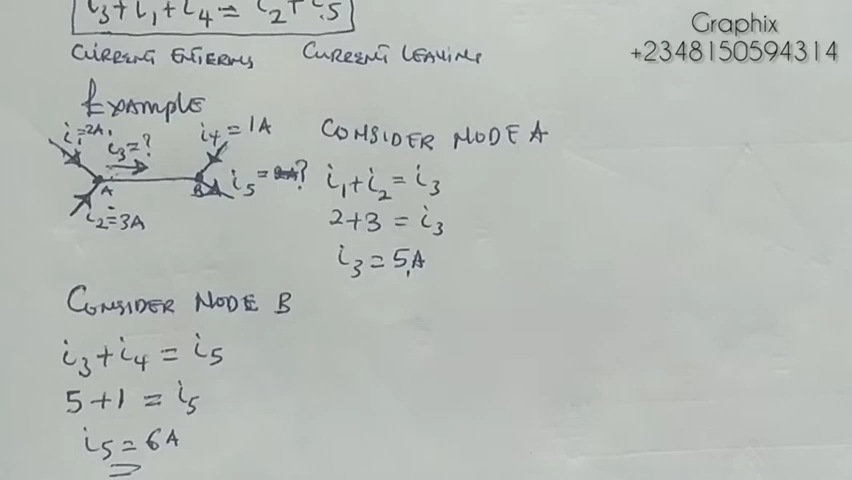 Graphix
+2348150594314
i3+i1+i4=i2+i5
CURRENT ENTERING CURRENT LEAVING
Example
i1=2A
i3=?
i4=1A
A
B
i5=?
i2=3A
CONSIDER NODE A
i1+i2=i3
2+3=i3
i3=5A
CONSIDER NODE B
i3+i4=i5
5+1=i5
i5=6A